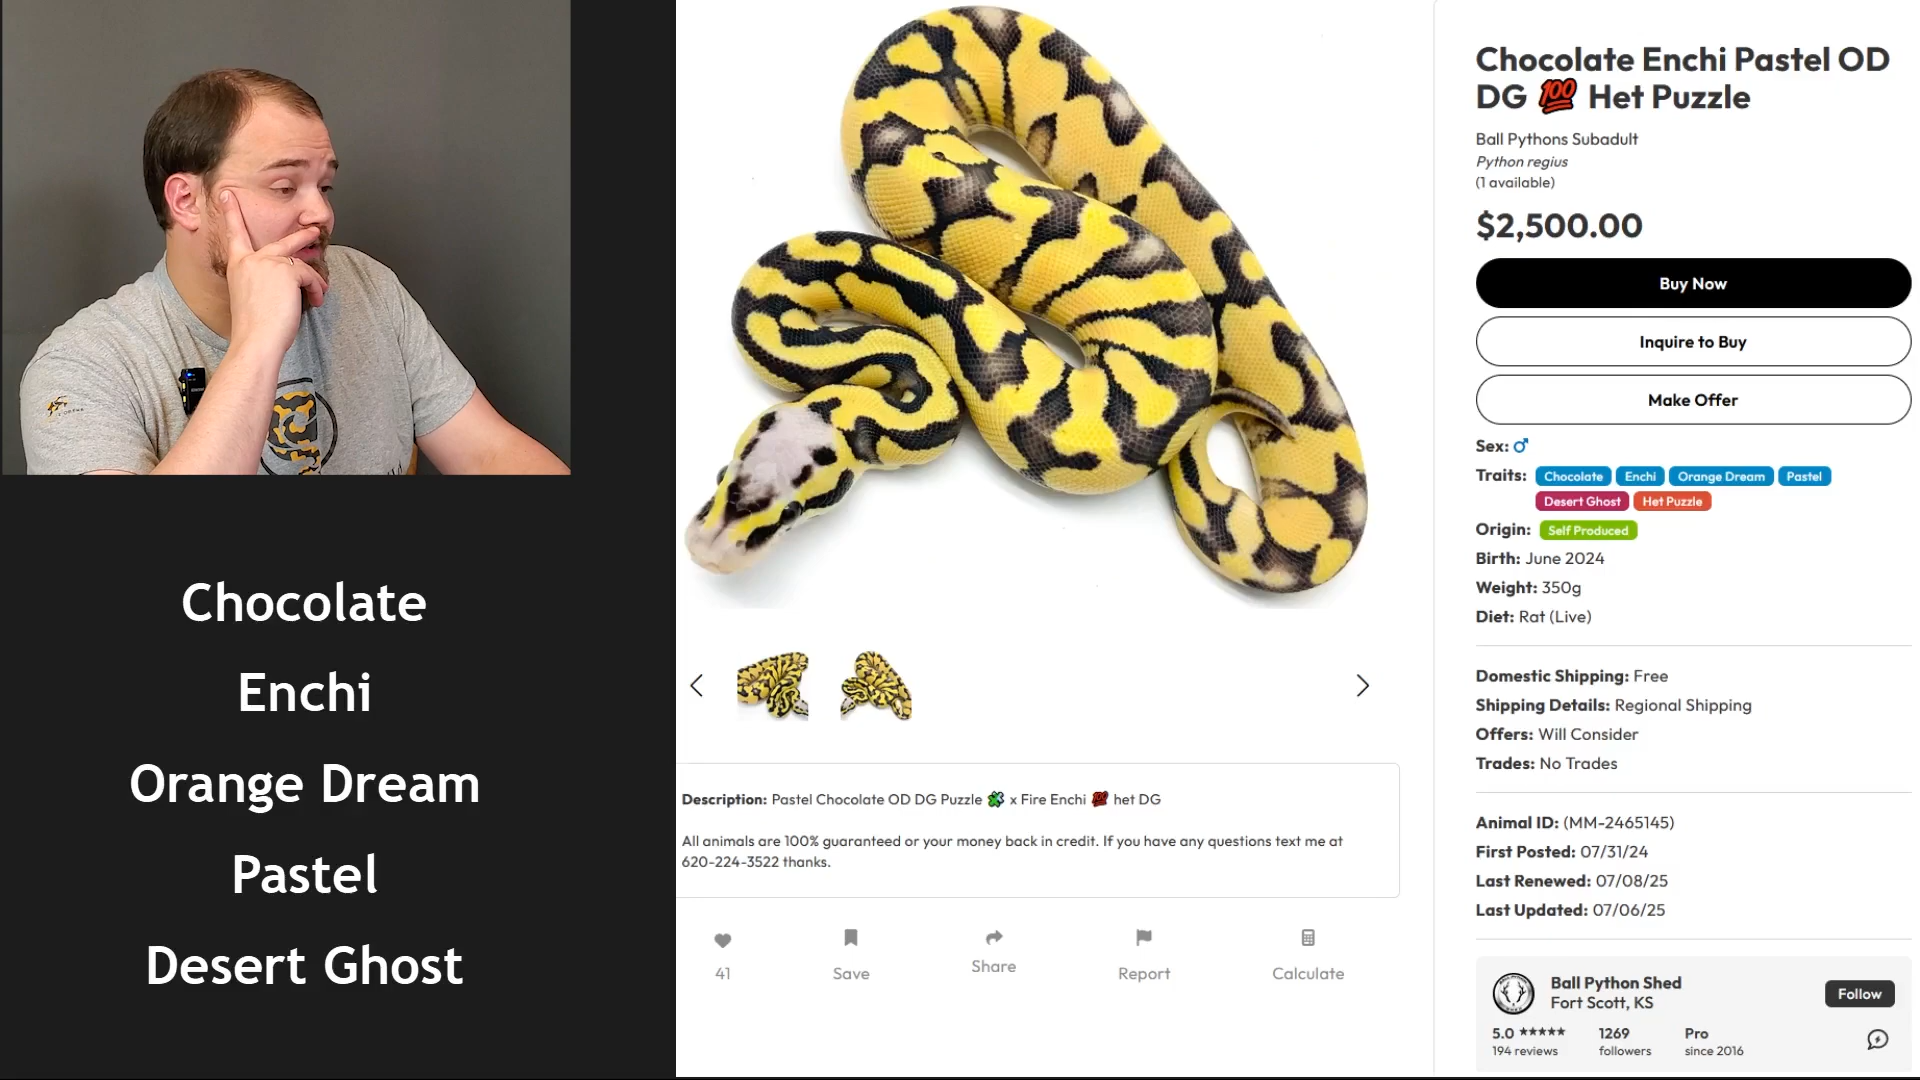 Chocolate
Enchi
Orange Dream
Pastel
Desert Ghost
Description: Pastel Chocolate OD DG Puzzle 🧩 x Fire Enchi 💯 het DG
All animals are 100% guaranteed or your money back in credit. If you have any questions text me at
620-224-3522 thanks.
41
Save
Share
Report
Calculate
Chocolate Enchi Pastel OD
DG 💯 Het Puzzle
Ball Pythons Subadult
Python regius
(1 available)
$2,500.00
Buy Now
Inquire to Buy
Make Offer
Sex: ♂
Traits: Chocolate Enchi Orange Dream Pastel
Desert Ghost Het Puzzle
Origin: Self Produced
Birth: June 2024
Weight: 350g
Diet: Rat (Live)
Domestic Shipping: Free
Shipping Details: Regional Shipping
Offers: Will Consider
Trades: No Trades
Animal ID: (MM-2465145)
First Posted: 07/31/24
Last Renewed: 07/08/25
Last Updated: 07/06/25
Ball Python Shed
Fort Scott, KS
Follow
5.0 ★★★★★ 1269 Pro
194 reviews followers since 2016